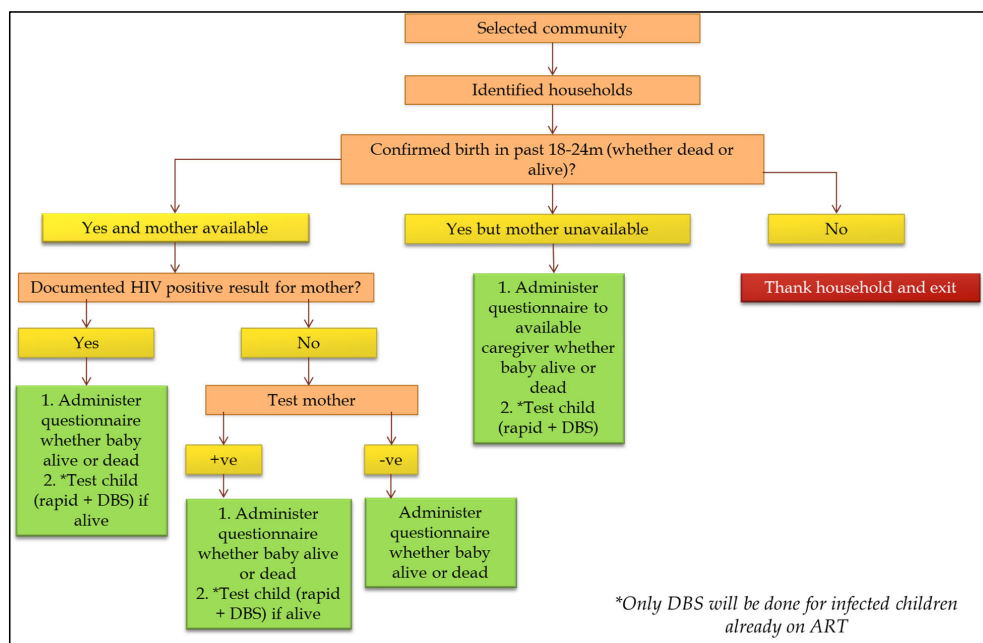 Selected community
Identified households
Confirmed birth in past 18-24m (whether dead or
alive)?
Yes and mother available
Yes but mother unavailable
No
Documented HIV positive result for mother?
1. Administer
questionnaire to
available
caregiver whether
baby alive or
dead
2. *Test child
(rapid + DBS)
Thank household and exit
Yes
No
1. Administer
questionnaire
whether baby
alive or dead
2. *Test child
(rapid + DBS) if
alive
Test mother
+ve
-ve
1. Administer
questionnaire
whether baby alive
or dead
2. *Test child (rapid
+ DBS) if alive
Administer
questionnaire
whether baby
alive or dead
*Only DBS will be done for infected children
already on ART